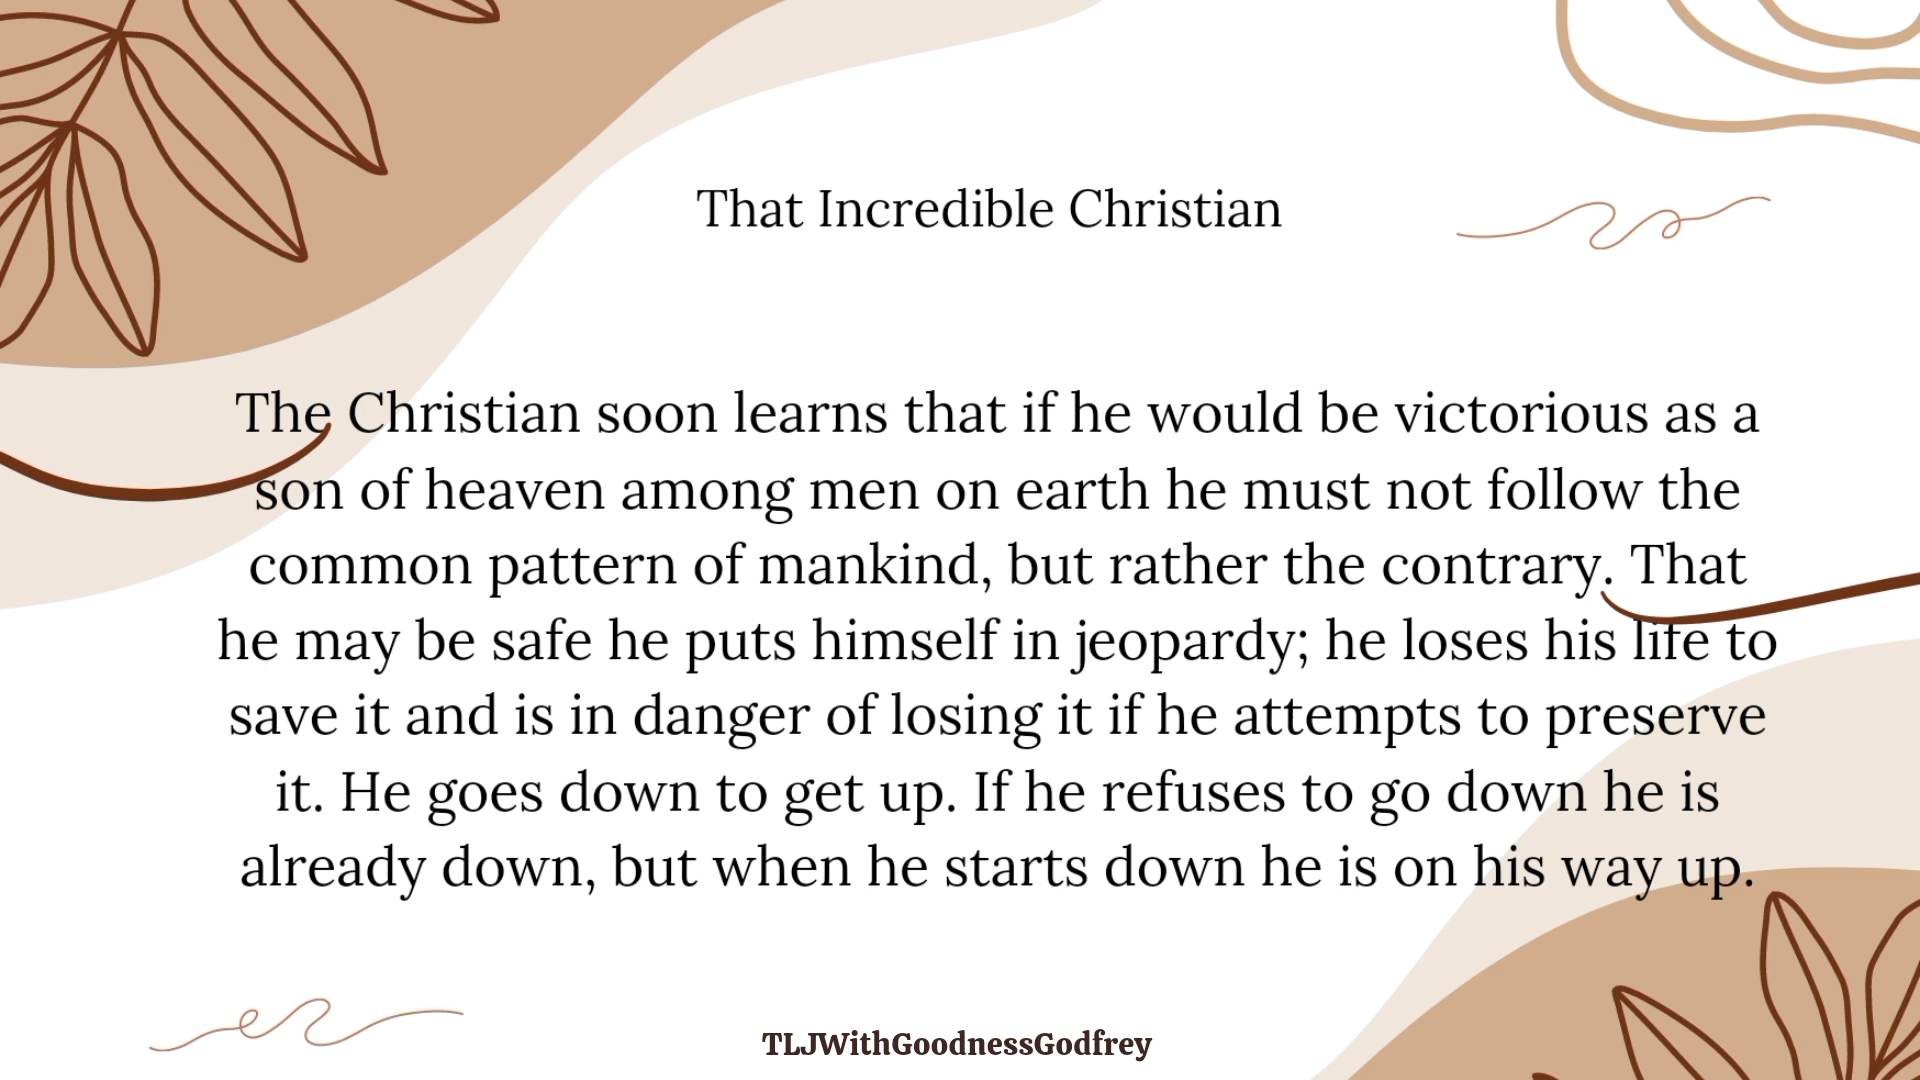 That Incredible Christian
The Christian soon learns that if he would be victorious as a
son of heaven among men on earth he must not follow the
common pattern of mankind, but rather the contrary. That
he may be safe he puts himself in jeopardy; he loses his life to
save it and is in danger of losing it if he attempts to preserve
it. He goes down to get up. If he refuses to go down he is
already down, but when he starts down he is on his way up.
TLJWithGoodnessGodfrey